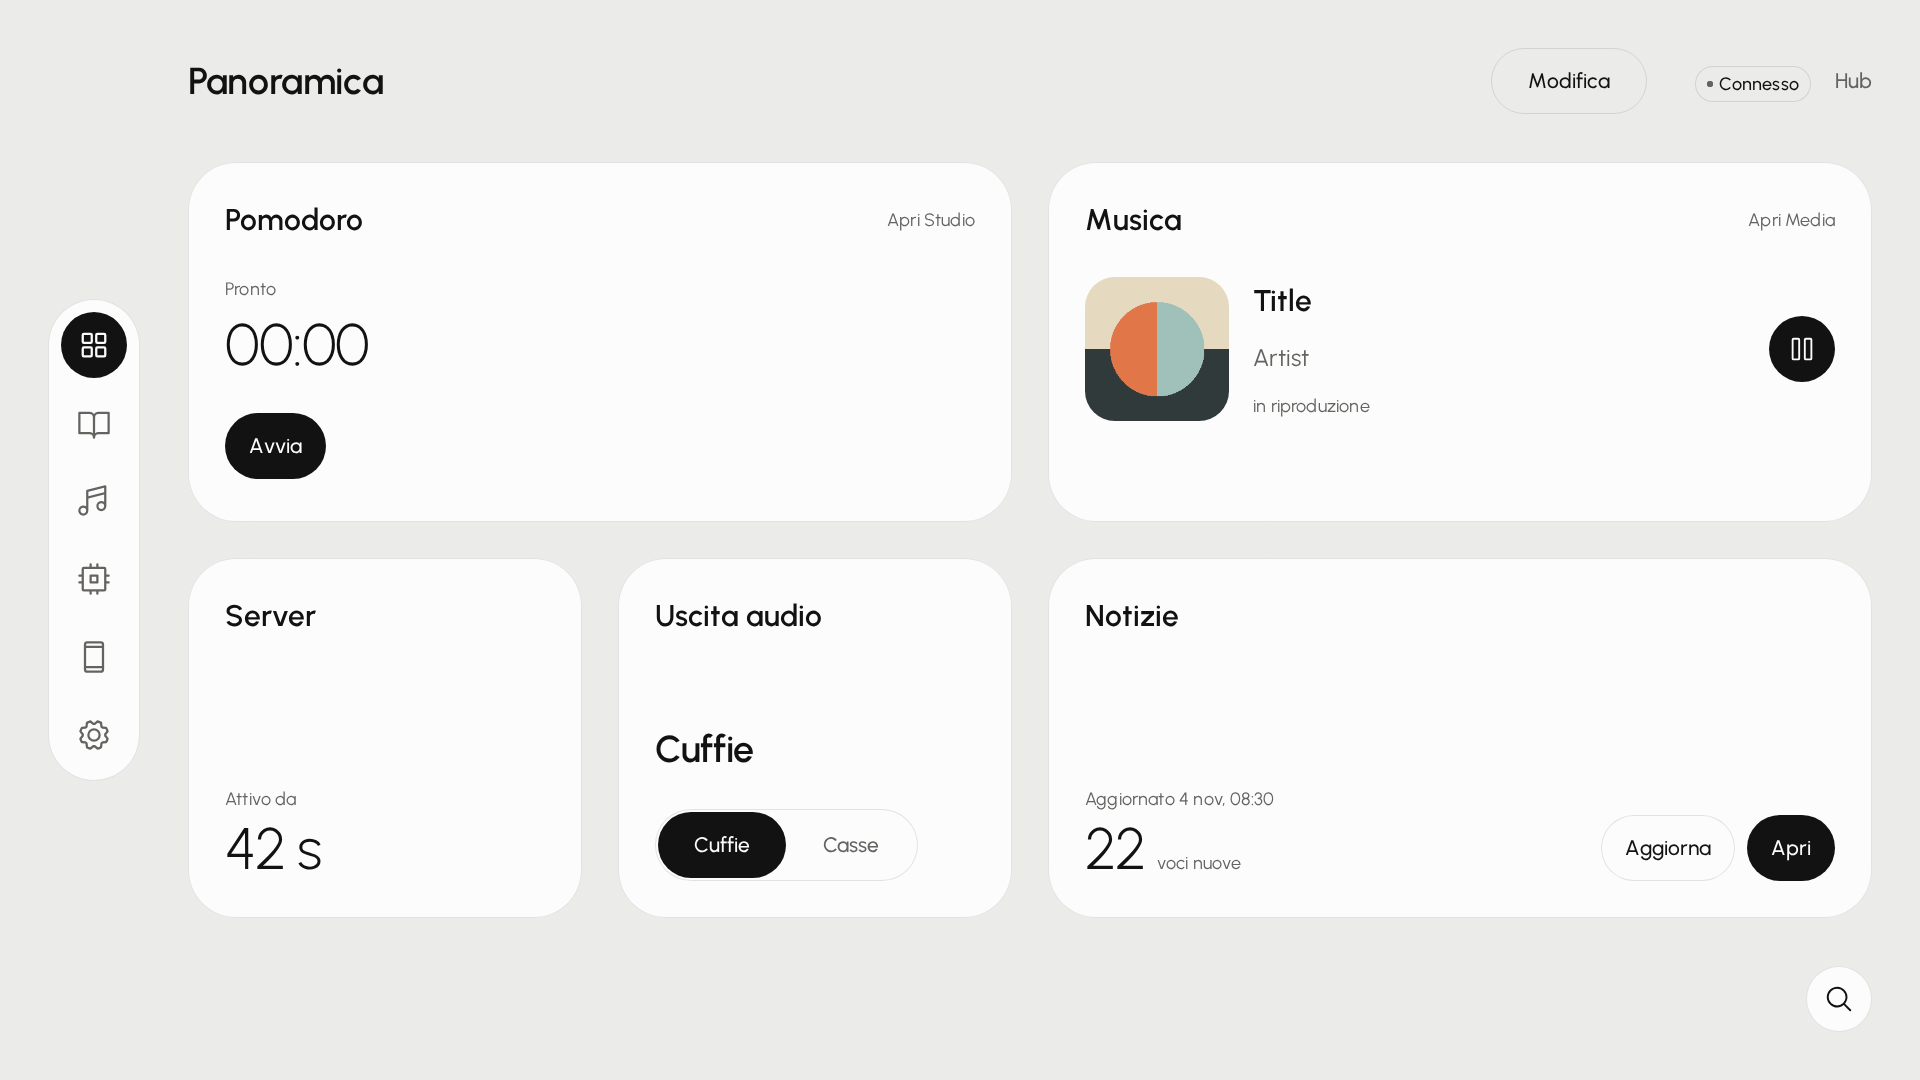 Panoramica
Modifica
Connesso
Hub
Pomodoro
Apri Studio
Pronto
00:00
Avvia
Musica
Apri Media
Title
Artist
in riproduzione
Server
Attivo da
42 s
Uscita audio
Cuffie
Cuffie
Casse
Notizie
Aggiornato 4 nov, 08:30
22 voci nuove
Aggiorna
Apri